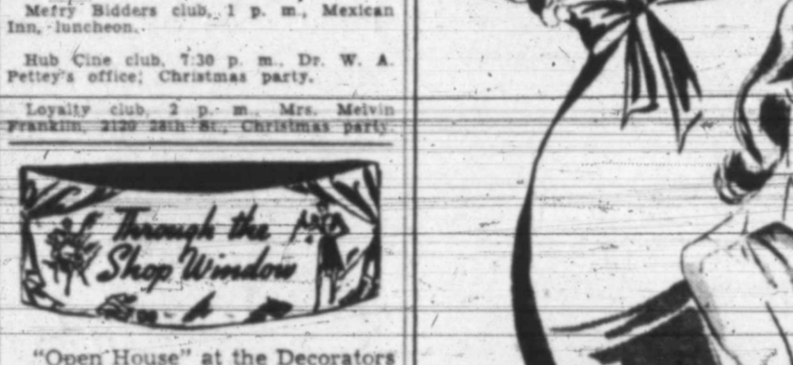 Merry Bidders club, 1 p. m., Mexican
Inn, luncheon.
Hub Cine club, 7:30 p. m., Dr. W. A.
Pettey's office; Christmas party.
Loyalty club, 2 p. m., Mrs. Melvin
Franklin, 2120 28th St., Christmas party.
Through the
Shop Window
"Open House" at the Decorators